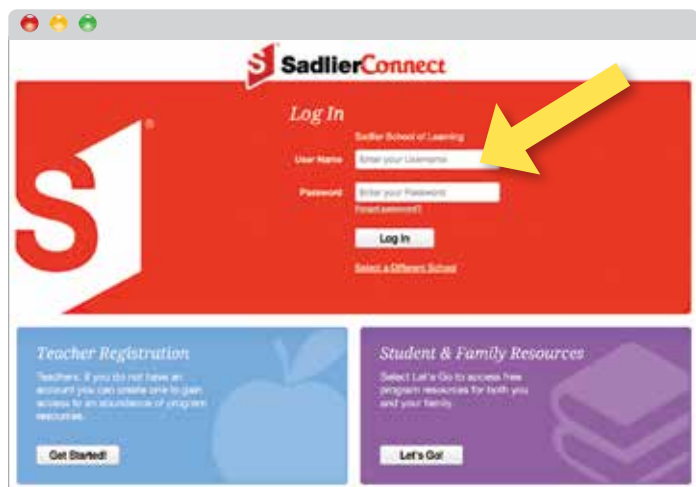 S SadlierConnect
Log In
Sadlier School of Learning
User Name Enter your Username
Password Enter your Password
Forgot password?
Log In
Select a Different School
S
Teacher Registration
Teachers, if you do not have an
account you can create one to gain
access to an abundance of program
resources.
Get Started!
Student & Family Resources
Select Let's Go to access free
program resources for both you
and your family.
Let's Go!